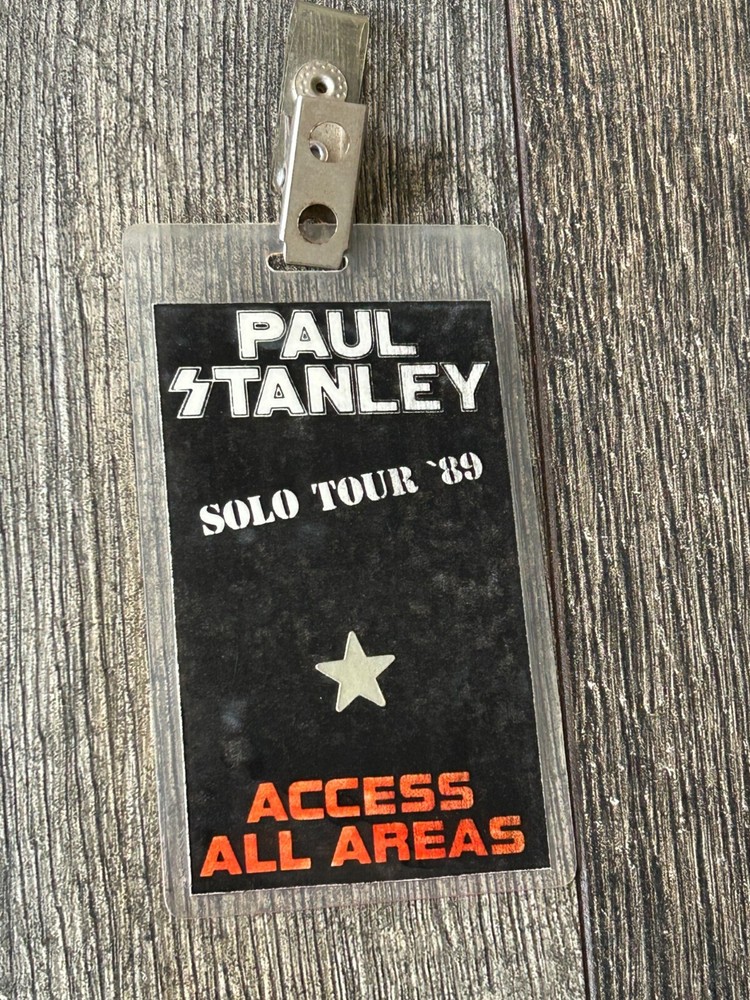 PAUL
STANLEY
SOLO TOUR `89
ACCESS
ALL AREAS